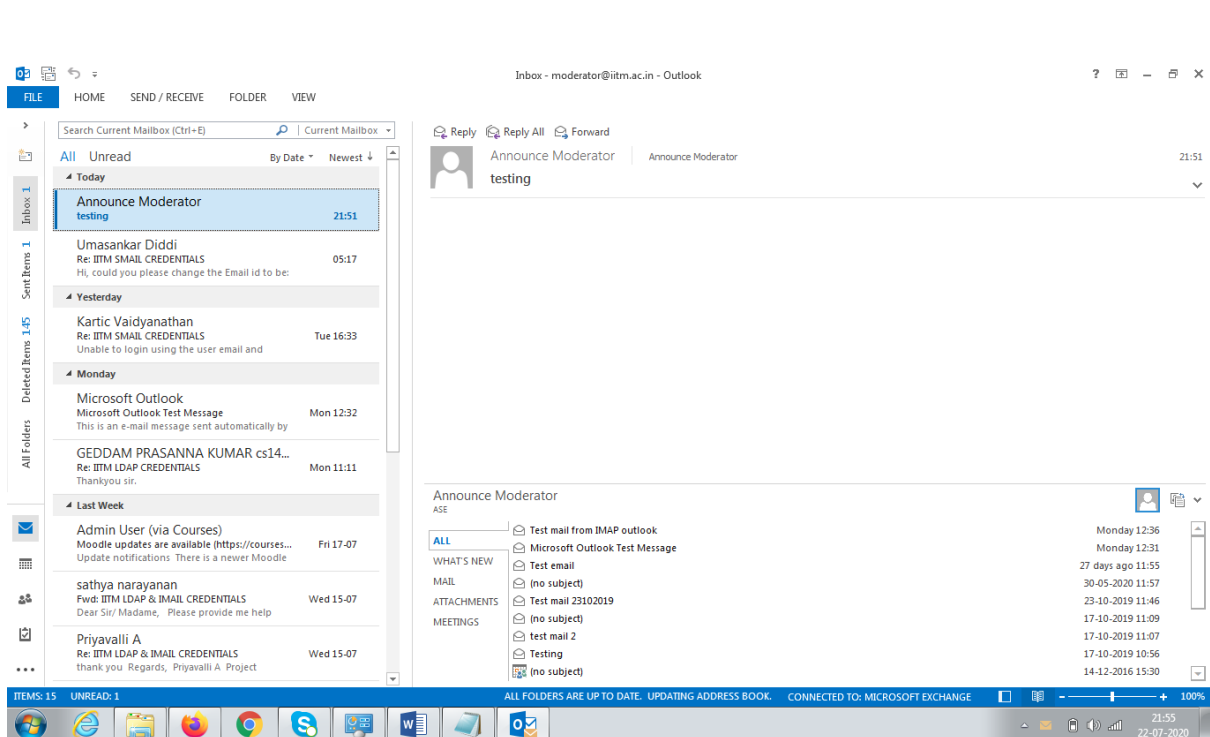 Inbox - moderator@iitm.ac.in - Outlook
?
FILE HOME SEND / RECEIVE FOLDER VIEW
Search Current Mailbox (Ctrl+E) Current Mailbox
All Unread By Date Newest
Today
Announce Moderator
testing 21:51
Umasankar Diddi
Re: IITM SMAIL CREDENTIALS 05:17
Hi, could you please change the Email id to be:
Yesterday
Kartic Vaidyanathan
Re: IITM SMAIL CREDENTIALS Tue 16:33
Unable to login using the user email and
Monday
Microsoft Outlook
Microsoft Outlook Test Message Mon 12:32
This is an e-mail message sent automatically by
GEDDAM PRASANNA KUMAR cs14...
Re: IITM LDAP CREDENTIALS Mon 11:11
Thankyou sir.
Last Week
Admin User (via Courses)
Moodle updates are available (https://courses... Fri 17-07
Update notifications There is a newer Moodle
sathya narayanan
Fwd: IITM LDAP & IMAIL CREDENTIALS Wed 15-07
Dear Sir/ Madame, Please provide me help
Priyavalli A
Re: IITM LDAP & IMAIL CREDENTIALS Wed 15-07
thank you Regards, Priyavalli A Project
Inbox 1
Sent Items 1
Deleted Items 145
All Folders
Reply Reply All Forward
Announce Moderator Announce Moderator 21:51
testing
Announce Moderator
ASE
ALL
WHAT'S NEW
MAIL
ATTACHMENTS
MEETINGS
Test mail from IMAP outlook Monday 12:36
Microsoft Outlook Test Message Monday 12:31
Test email 27 days ago 11:55
(no subject) 30-05-2020 11:57
Test mail 23102019 23-10-2019 11:46
(no subject) 17-10-2019 11:09
test mail 2 17-10-2019 11:07
Testing 17-10-2019 10:56
(no subject) 14-12-2016 15:30
ITEMS: 15 UNREAD: 1 ALL FOLDERS ARE UP TO DATE. UPDATING ADDRESS BOOK. CONNECTED TO: MICROSOFT EXCHANGE 100%
21:55
22-07-2020